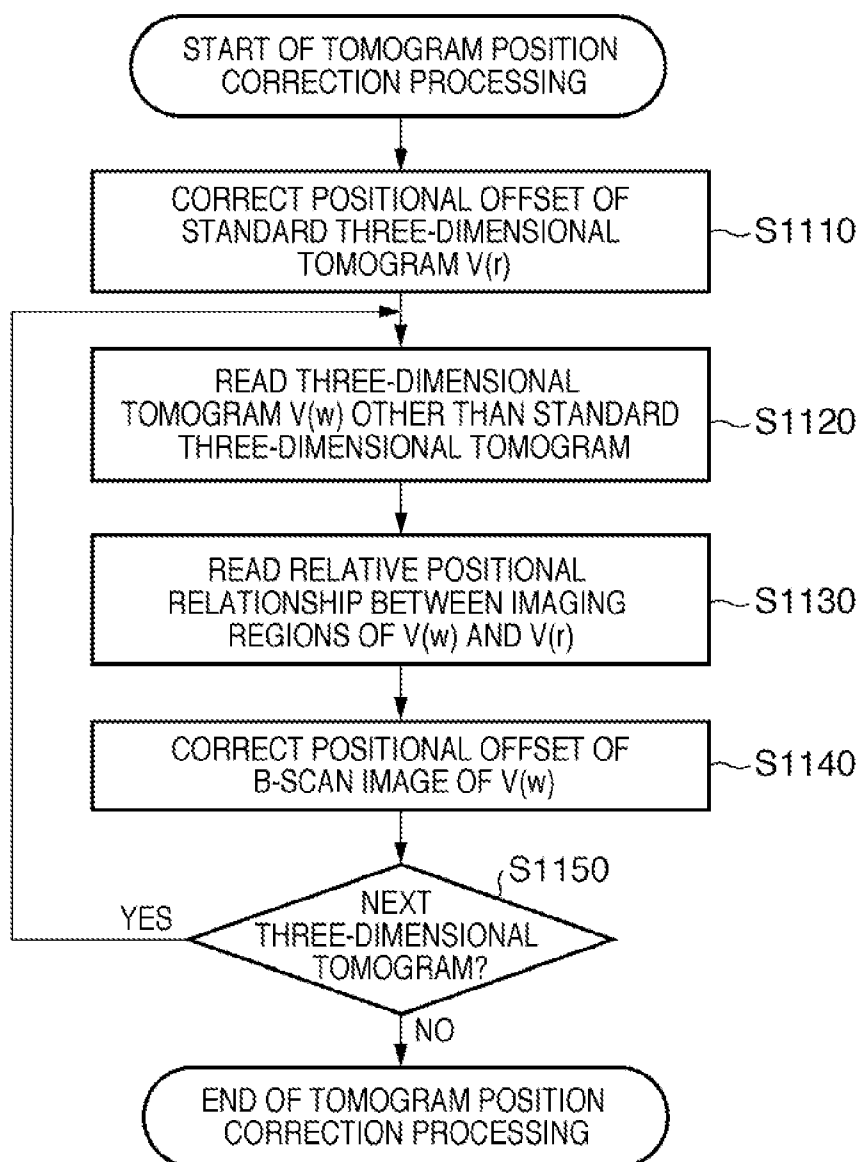 START OF TOMOGRAM POSITION
CORRECTION PROCESSING
CORRECT POSITIONAL OFFSET OF
STANDARD THREE-DIMENSIONAL
TOMOGRAM V(r)
S1110
READ THREE-DIMENSIONAL
TOMOGRAM V(w) OTHER THAN STANDARD
THREE-DIMENSIONAL TOMOGRAM
S1120
READ RELATIVE POSITIONAL
RELATIONSHIP BETWEEN IMAGING
REGIONS OF V(w) AND V(r)
S1130
CORRECT POSITIONAL OFFSET OF
B-SCAN IMAGE OF V(w)
S1140
S1150
YES
NEXT
THREE-DIMENSIONAL
TOMOGRAM?
NO
END OF TOMOGRAM POSITION
CORRECTION PROCESSING